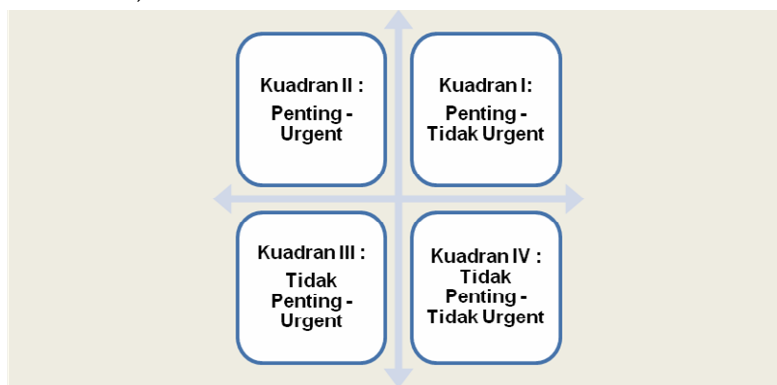 Kuadran II :
Penting -
Urgent
Kuadran I:
Penting -
Tidak Urgent
Kuadran III :
Tidak
Penting -
Urgent
Kuadran IV :
Tidak
Penting -
Tidak Urgent